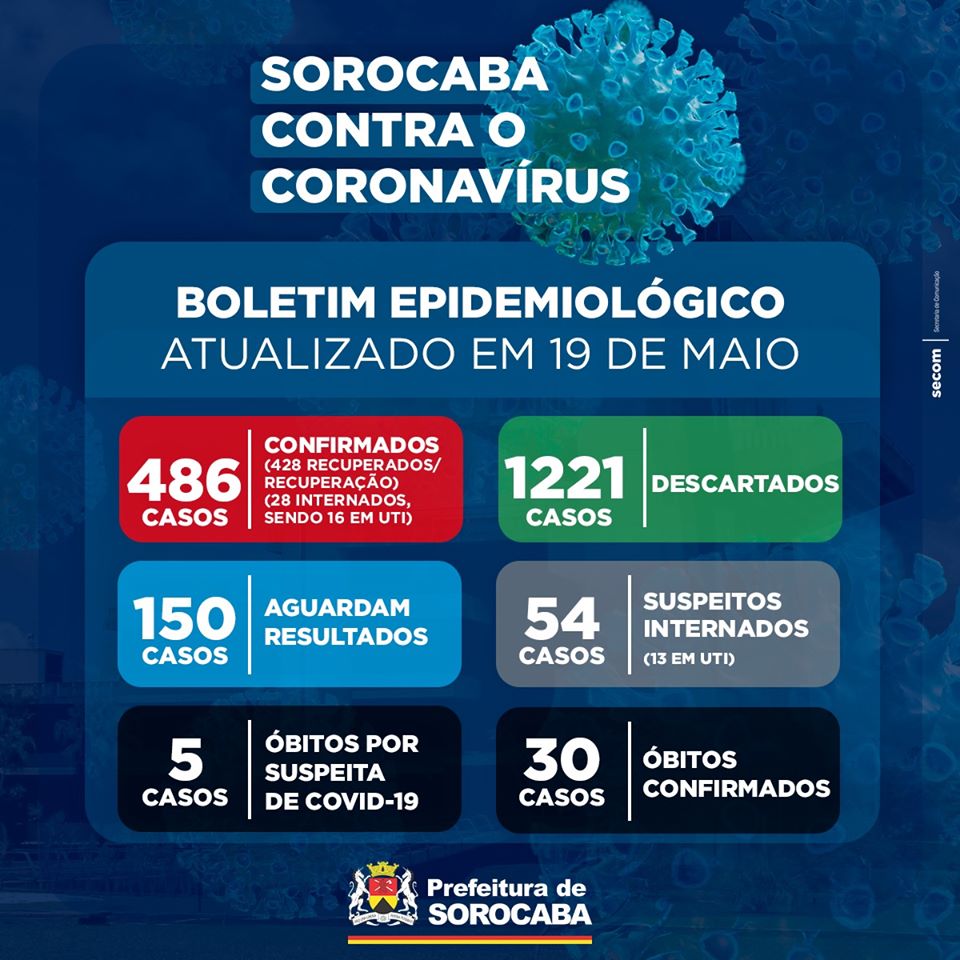 SOROCABA
CONTRA O
CORONAVÍRUS
BOLETIM EPIDEMIOLÓGICO
ATUALIZADO EM 19 DE MAIO
486
CASOS
CONFIRMADOS
(428 RECUPERADOS/
RECUPERAÇÃO)
(28 INTERNADOS,
SENDO 16 EM UTI)
1221
CASOS
DESCARTADOS
150
CASOS
AGUARDAM
RESULTADOS
54
CASOS
SUSPEITOS
INTERNADOS
(13 EM UTI)
5
CASOS
ÓBITOS POR
SUSPEITA
DE COVID-19
30
CASOS
ÓBITOS
CONFIRMADOS
secom
Secretaria de Comunicação
Prefeitura de
SOROCABA